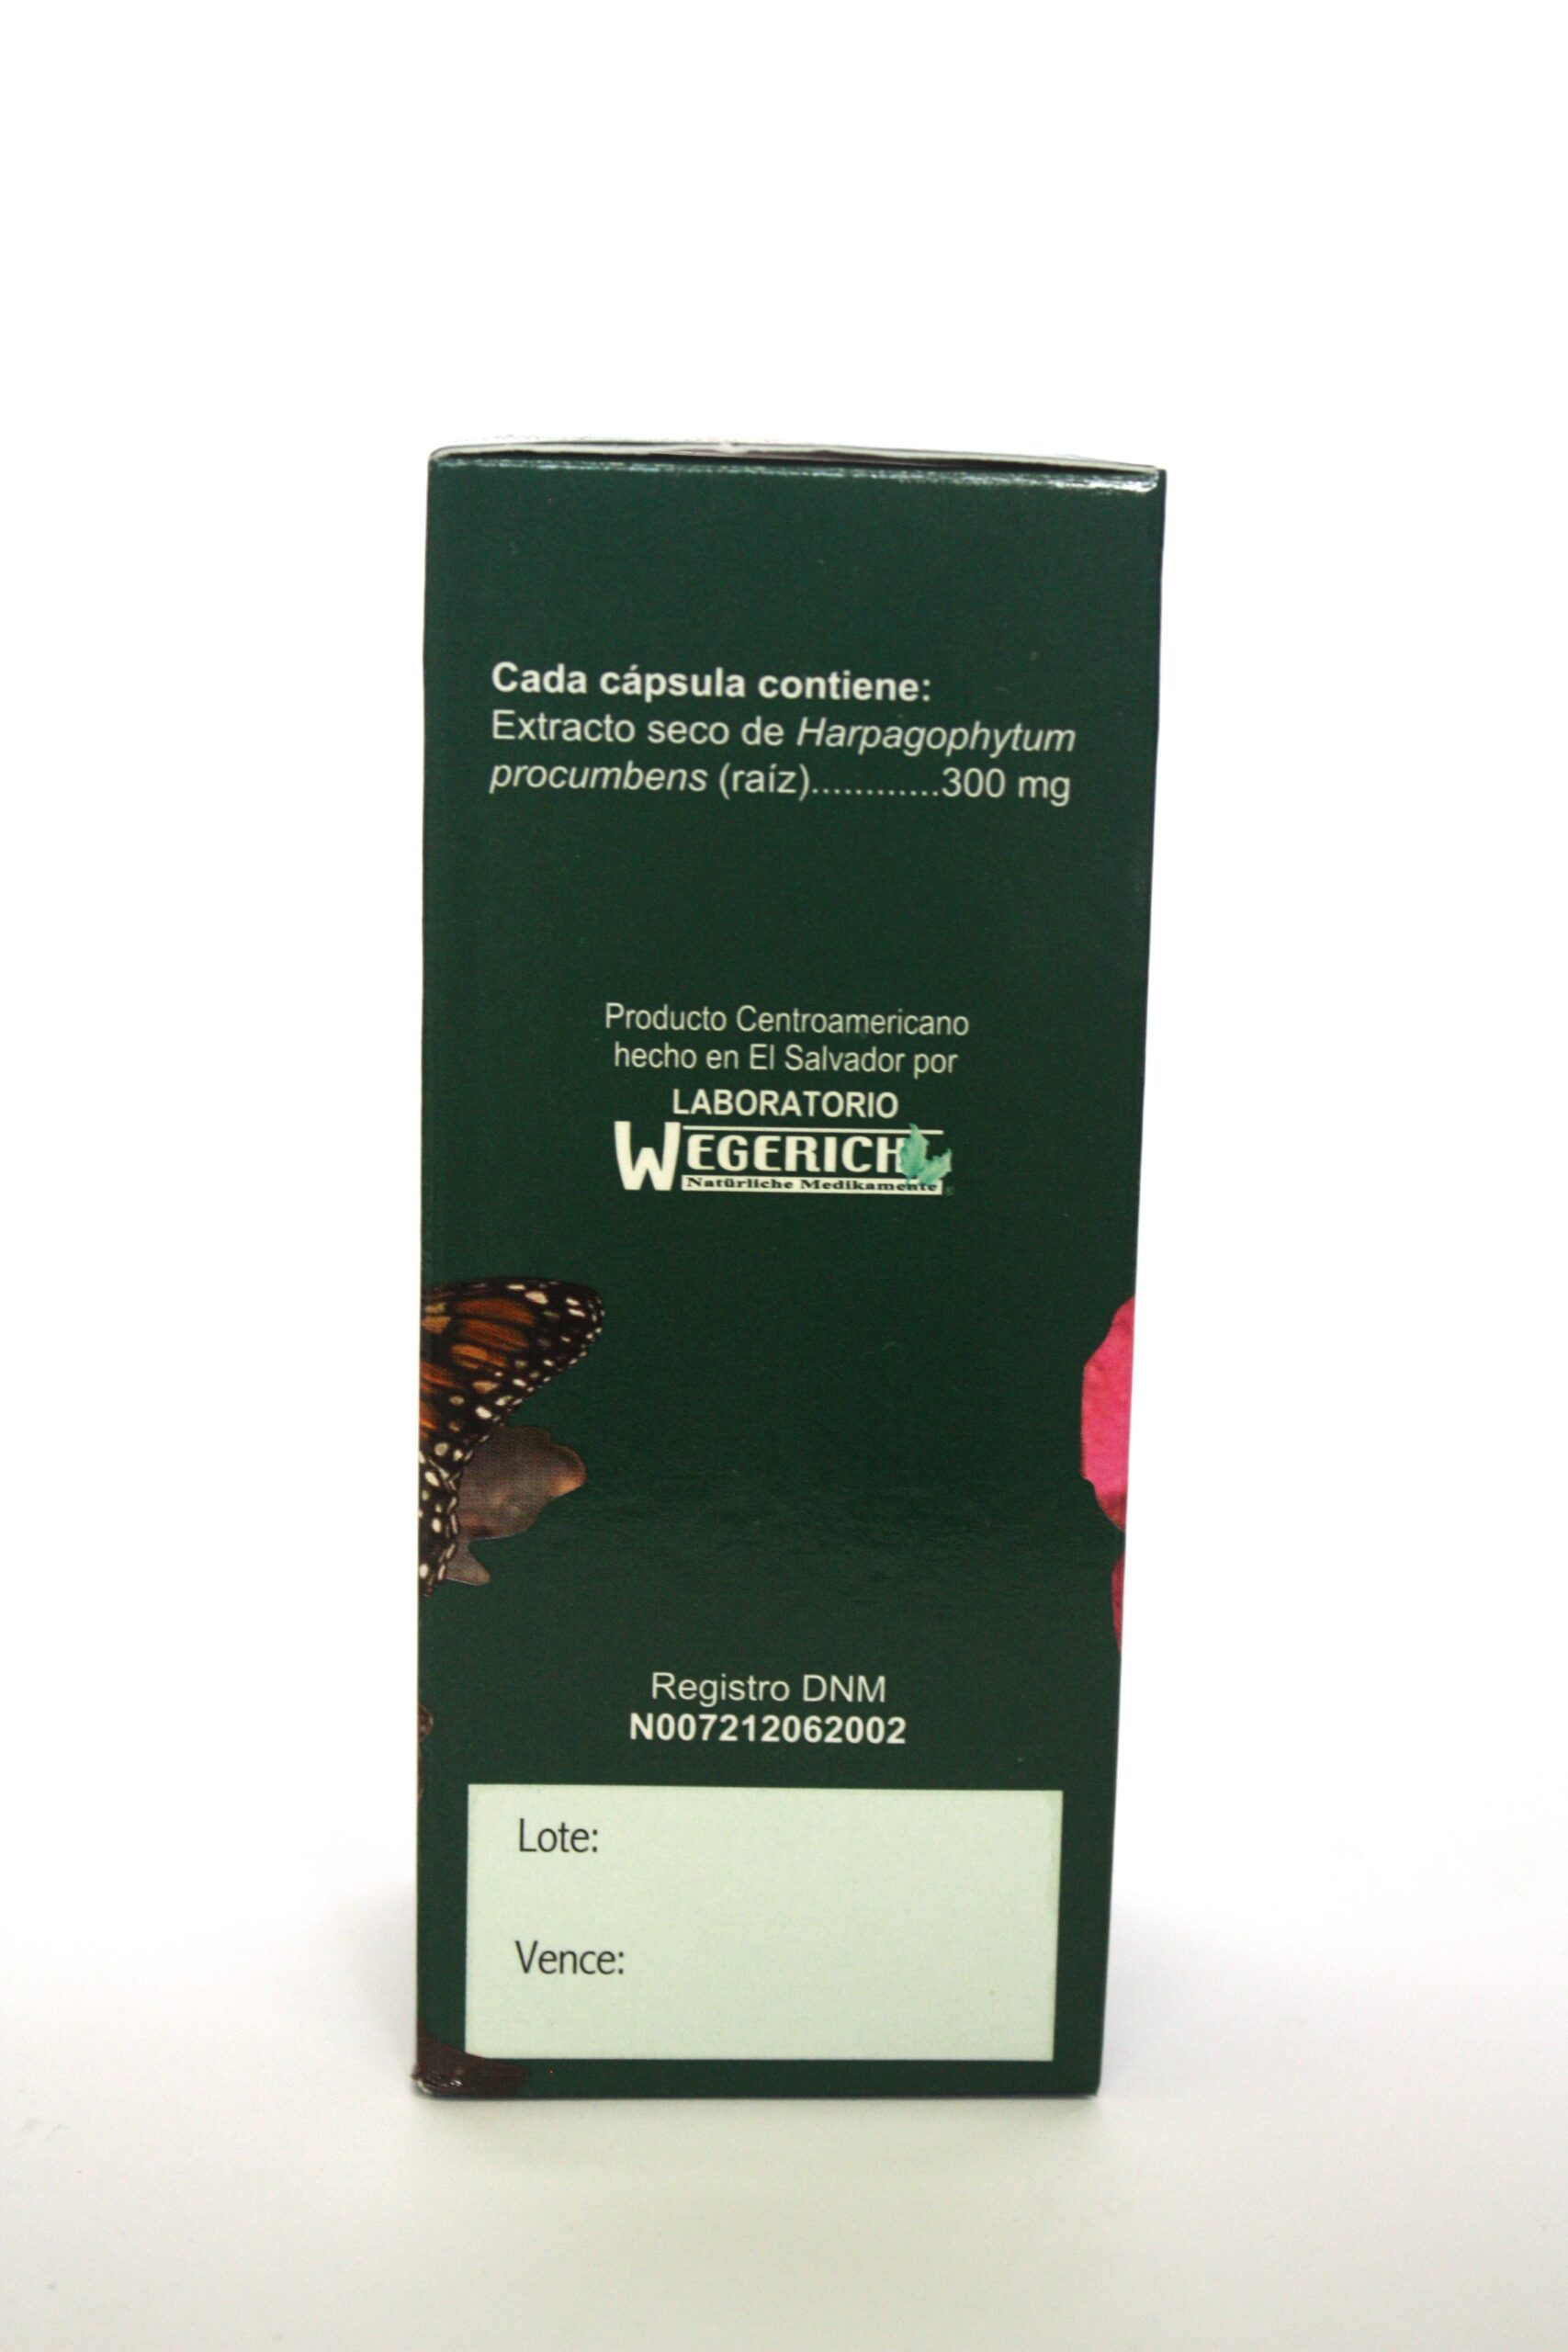 Cada cápsula contiene:
Extracto seco de Harpagophytum
procumbens (raíz)............300 mg
Producto Centroamericano
hecho en El Salvador por
LABORATORIO
WEGERICH
Natürliche Medikamente ®
Registro DNM
N007212062002
Lote:
Vence: